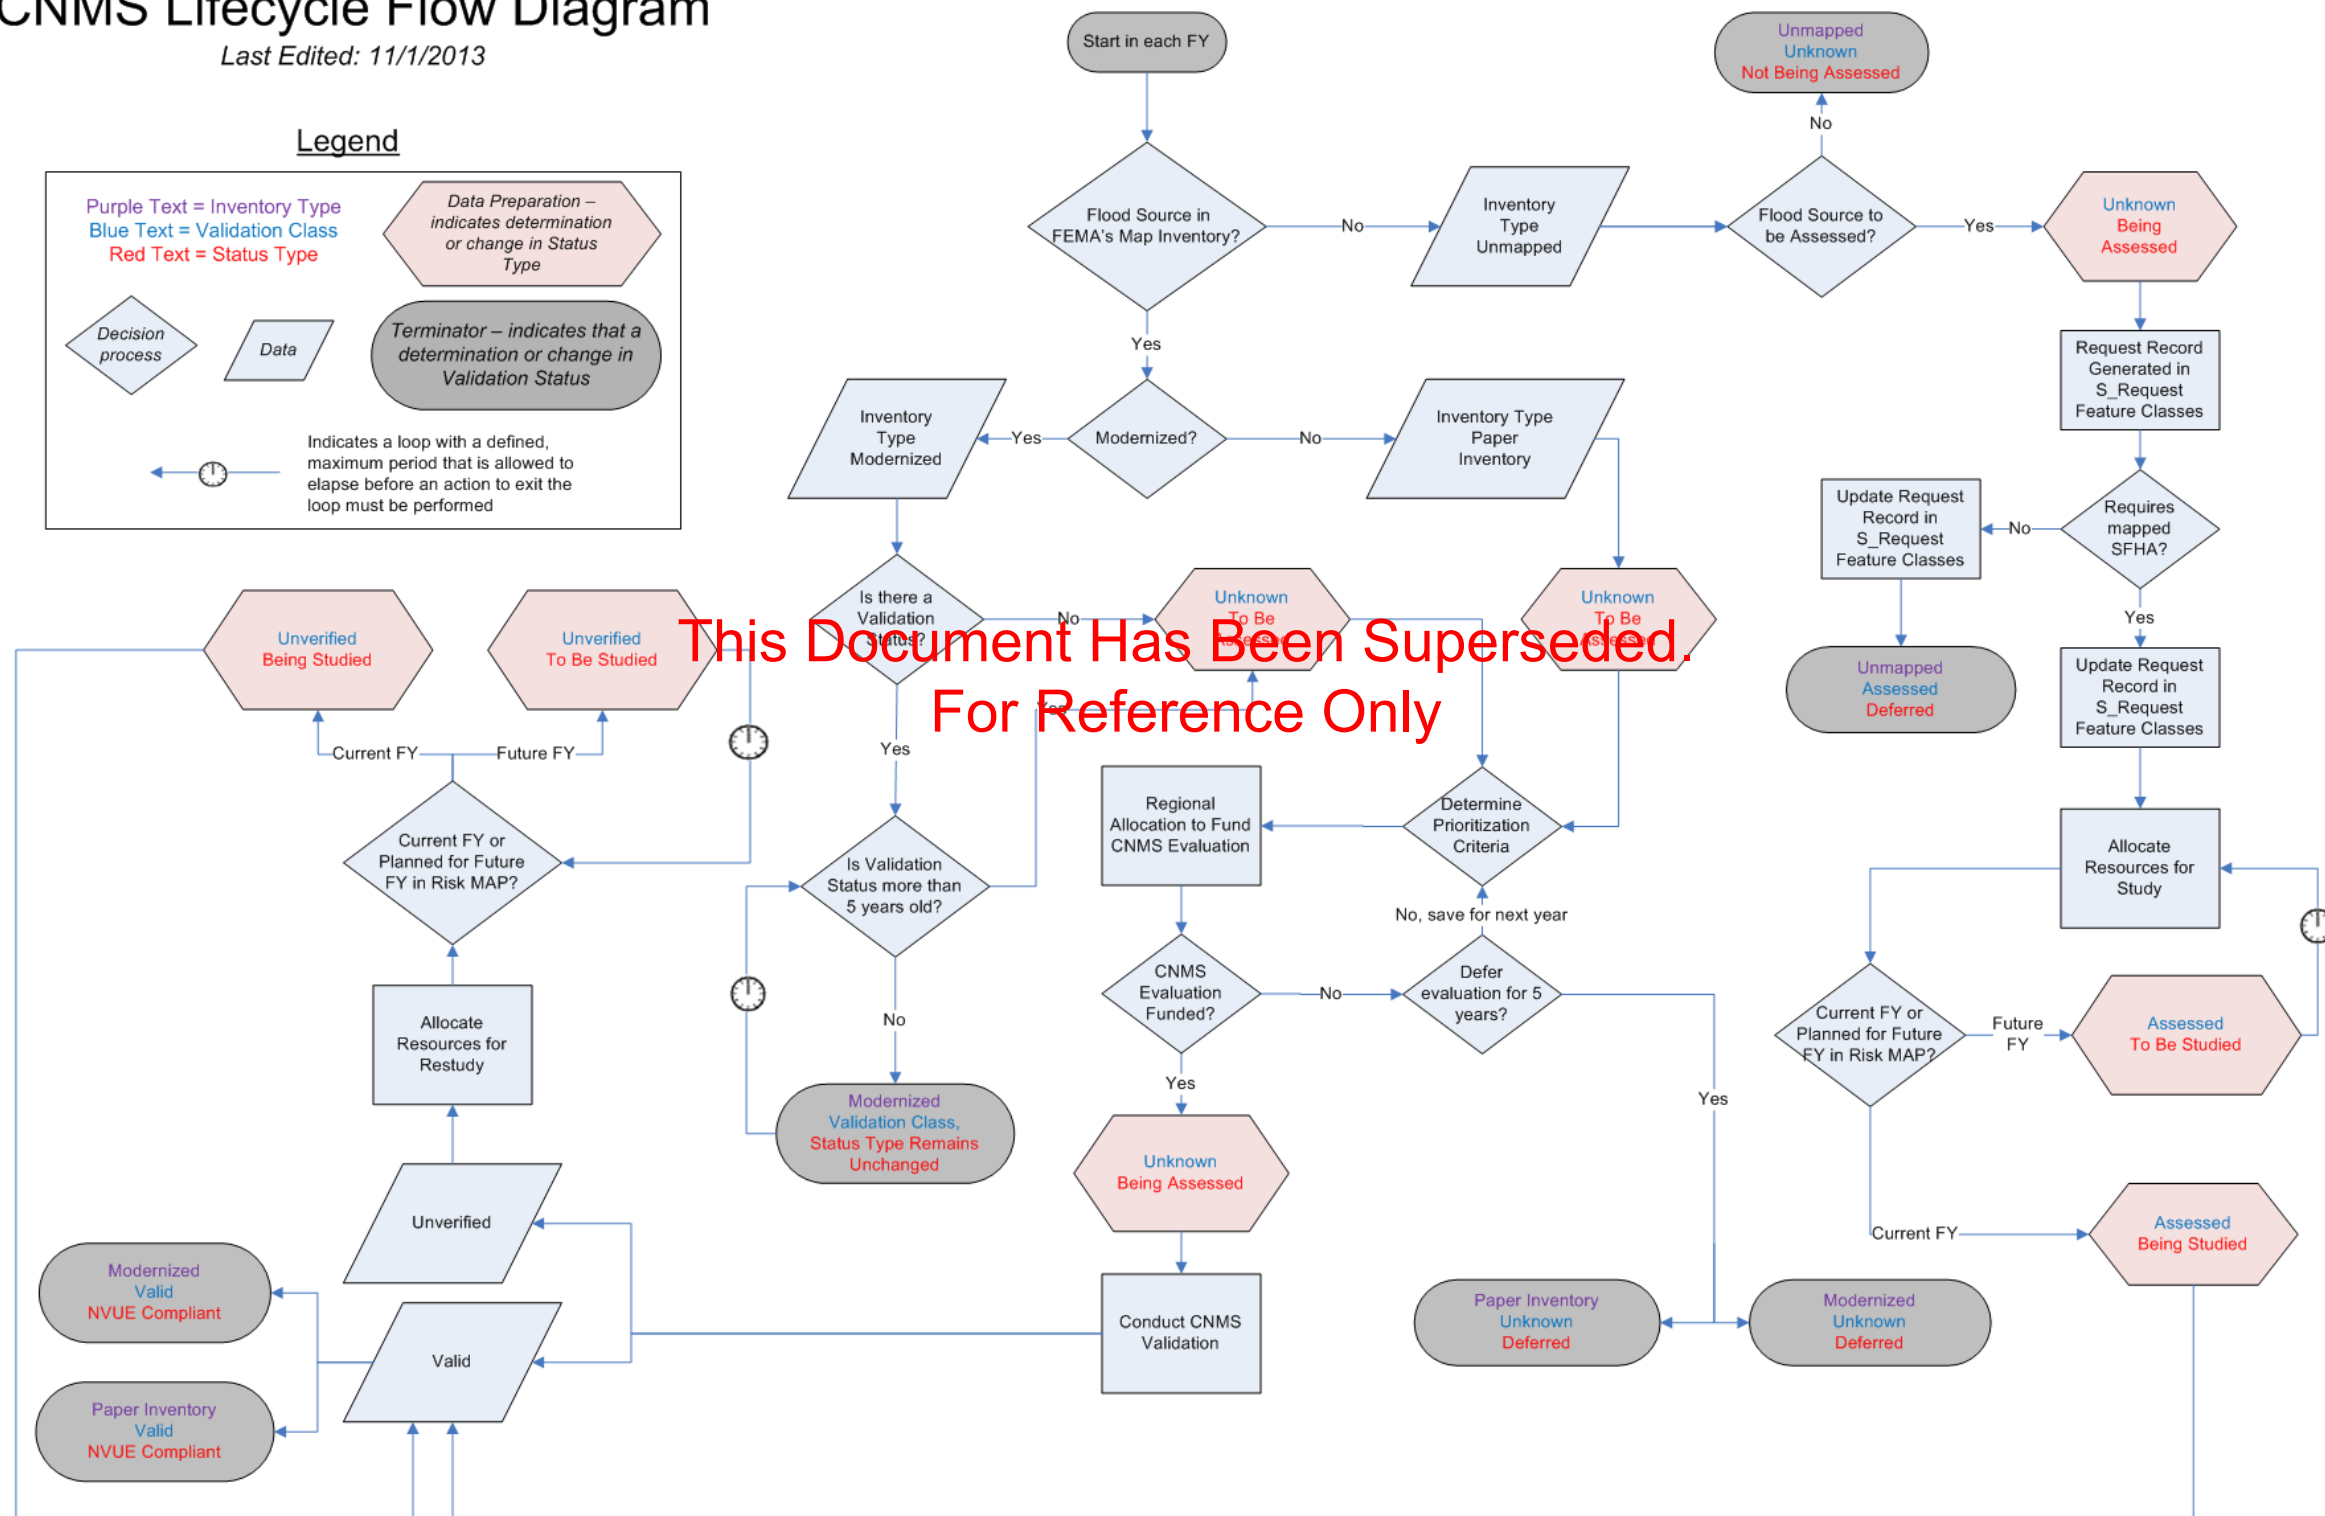 CNMS Lifecycle Flow Diagram
Last Edited: 11/1/2013
Legend
Purple Text = Inventory Type
Blue Text = Validation Class
Red Text = Status Type
Data Preparation –
indicates determination
or change in Status
Type
Decision
process
Data
Terminator – indicates that a
determination or change in
Validation Status
Indicates a loop with a defined,
maximum period that is allowed to
elapse before an action to exit the
loop must be performed
Start in each FY
Unmapped
Unknown
Not Being Assessed
No
Flood Source in
FEMA's Map Inventory?
No
Inventory
Type
Unmapped
Flood Source to
be Assessed?
Yes
Unknown
Being
Assessed
Yes
Request Record
Generated in
S_Request
Feature Classes
Inventory
Type
Modernized
Yes
Modernized?
No
Inventory Type
Paper
Inventory
Update Request
Record in
S_Request
Feature Classes
No
Requires
mapped
SFHA?
Yes
Is there a
Validation
Status?
No
Unknown
To Be
Assessed
Unknown
To Be
Assessed
This Document Has Been Superseded.
For Reference Only
Unverified
Being Studied
Unverified
To Be Studied
Unmapped
Assessed
Deferred
Update Request
Record in
S_Request
Feature Classes
Yes
Yes
Current FY
Future FY
Current FY or
Planned for Future
FY in Risk MAP?
Is Validation
Status more than
5 years old?
Regional
Allocation to Fund
CNMS Evaluation
Determine
Prioritization
Criteria
Allocate
Resources for
Study
No, save for next year
CNMS
Evaluation
Funded?
No
Defer
evaluation for 5
years?
Current FY or
Planned for Future
FY in Risk MAP?
Future
FY
Assessed
To Be Studied
Allocate
Resources for
Restudy
No
Yes
Yes
Modernized
Validation Class,
Status Type Remains
Unchanged
Unknown
Being Assessed
Current FY
Assessed
Being Studied
Unverified
Modernized
Valid
NVUE Compliant
Valid
Conduct CNMS
Validation
Paper Inventory
Unknown
Deferred
Modernized
Unknown
Deferred
Paper Inventory
Valid
NVUE Compliant